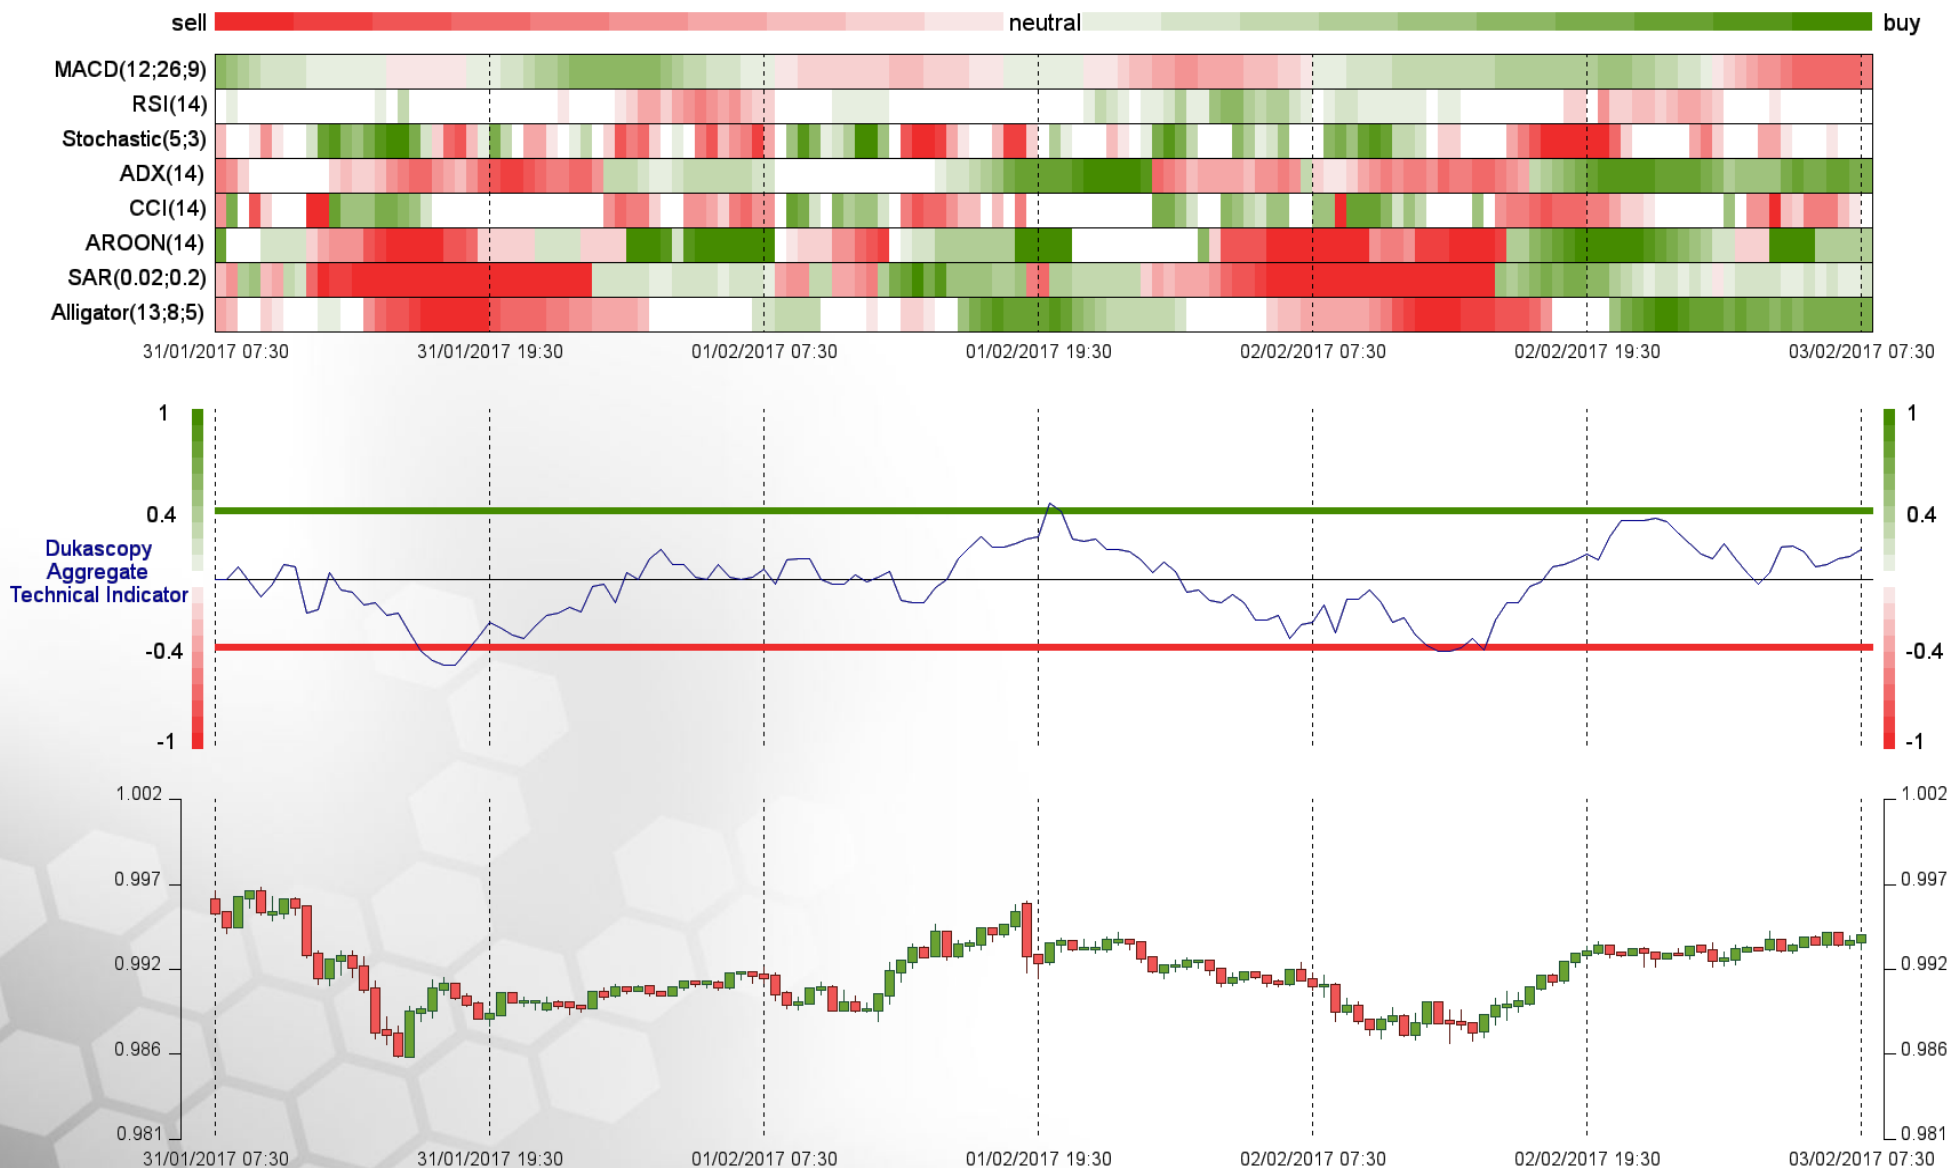 sell neutral buy
MACD(12;26;9)
RSI(14)
Stochastic(5;3)
ADX(14)
CCI(14)
AROON(14)
SAR(0.02;0.2)
Alligator(13;8;5)
31/01/2017 07:30 31/01/2017 19:30 01/02/2017 07:30 01/02/2017 19:30 02/02/2017 07:30 02/02/2017 19:30 03/02/2017 07:30
1 1
0.4 0.4
Dukascopy
Aggregate
Technical Indicator
-0.4 -0.4
-1 -1
1.002 1.002
0.997 0.997
0.992 0.992
0.986 0.986
0.981 0.981
31/01/2017 07:30 31/01/2017 19:30 01/02/2017 07:30 01/02/2017 19:30 02/02/2017 07:30 02/02/2017 19:30 03/02/2017 07:30